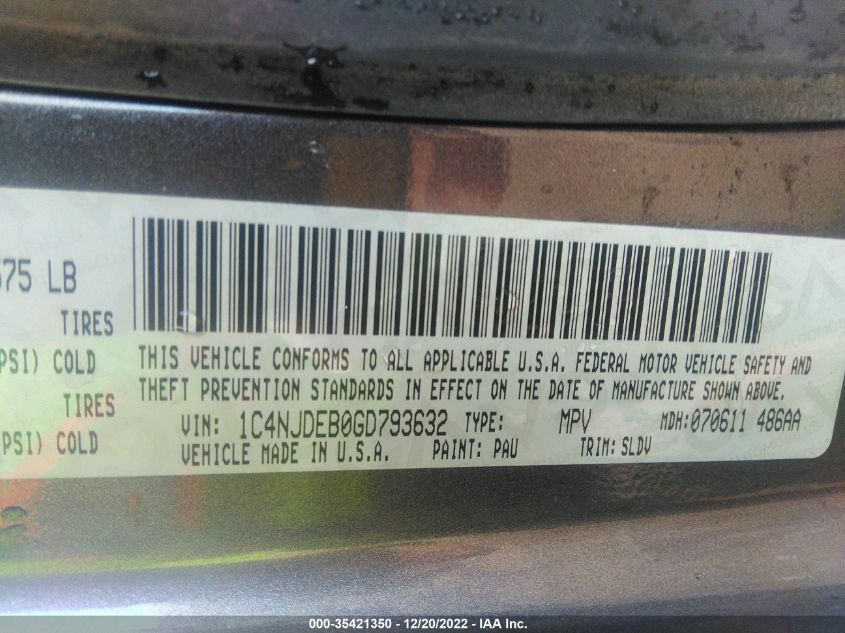 575 LB
TIRES
PSI) COLD
TIRES
PSI) COLD
THIS VEHICLE CONFORMS TO ALL APPLICABLE U.S.A. FEDERAL MOTOR VEHICLE SAFETY AND
THEFT PREVENTION STANDARDS IN EFFECT ON THE DATE OF MANUFACTURE SHOWN ABOVE.
VIN: 1C4NJDEB0GD793632 TYPE: MPV MDH:070611 486AA
VEHICLE MADE IN U.S.A. PAINT: PAU TRIM: SLDV
000-35421350 - 12/20/2022 - IAA Inc.